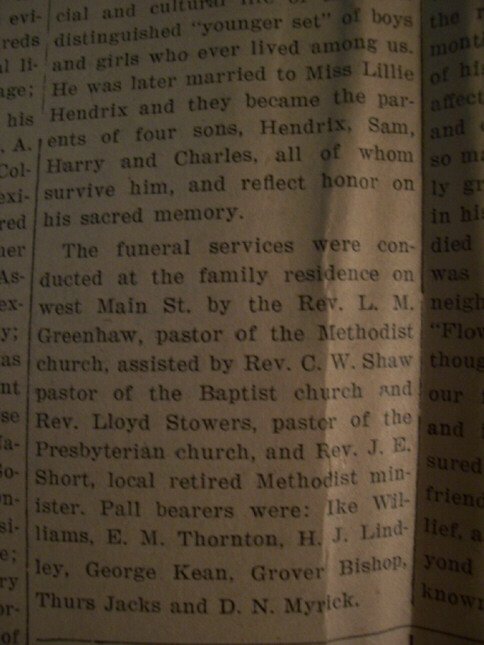 cial and cultural life of
distinguished "younger set" of boys
and girls who ever lived among us.
He was later married to Miss Lillie
Hendrix and they became the par-
ents of four sons, Hendrix, Sam,
Harry and Charles, all of whom
survive him, and reflect honor on
his sacred memory.
The funeral services were con-
ducted at the family residence on
west Main St. by the Rev. L. M.
Greenhaw, pastor of the Methodist
church, assisted by Rev. C. W. Shaw
pastor of the Baptist church and
Rev. Lloyd Stowers, pastor of the
Presbyterian church, and Rev. J. E.
Short, local retired Methodist min-
ister. Pall bearers were: Ike Wil-
liams, E. M. Thornton, H. J. Lind-
ley, George Kean, Grover Bishop,
Thurs Jacks and D. N. Myrick.